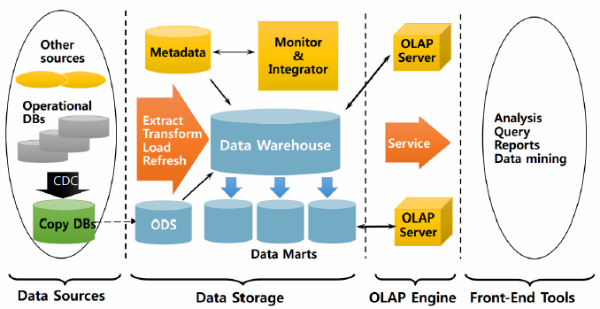 Other
sources
Operational
DBs
CDC
Copy DBs
Metadata
Monitor
&
Integrator
Extract
Transform
Load
Refresh
Data Warehouse
ODS
Data Marts
OLAP
Server
Service
OLAP
Server
Analysis
Query
Reports
Data mining
Data Sources
Data Storage
OLAP Engine
Front-End Tools